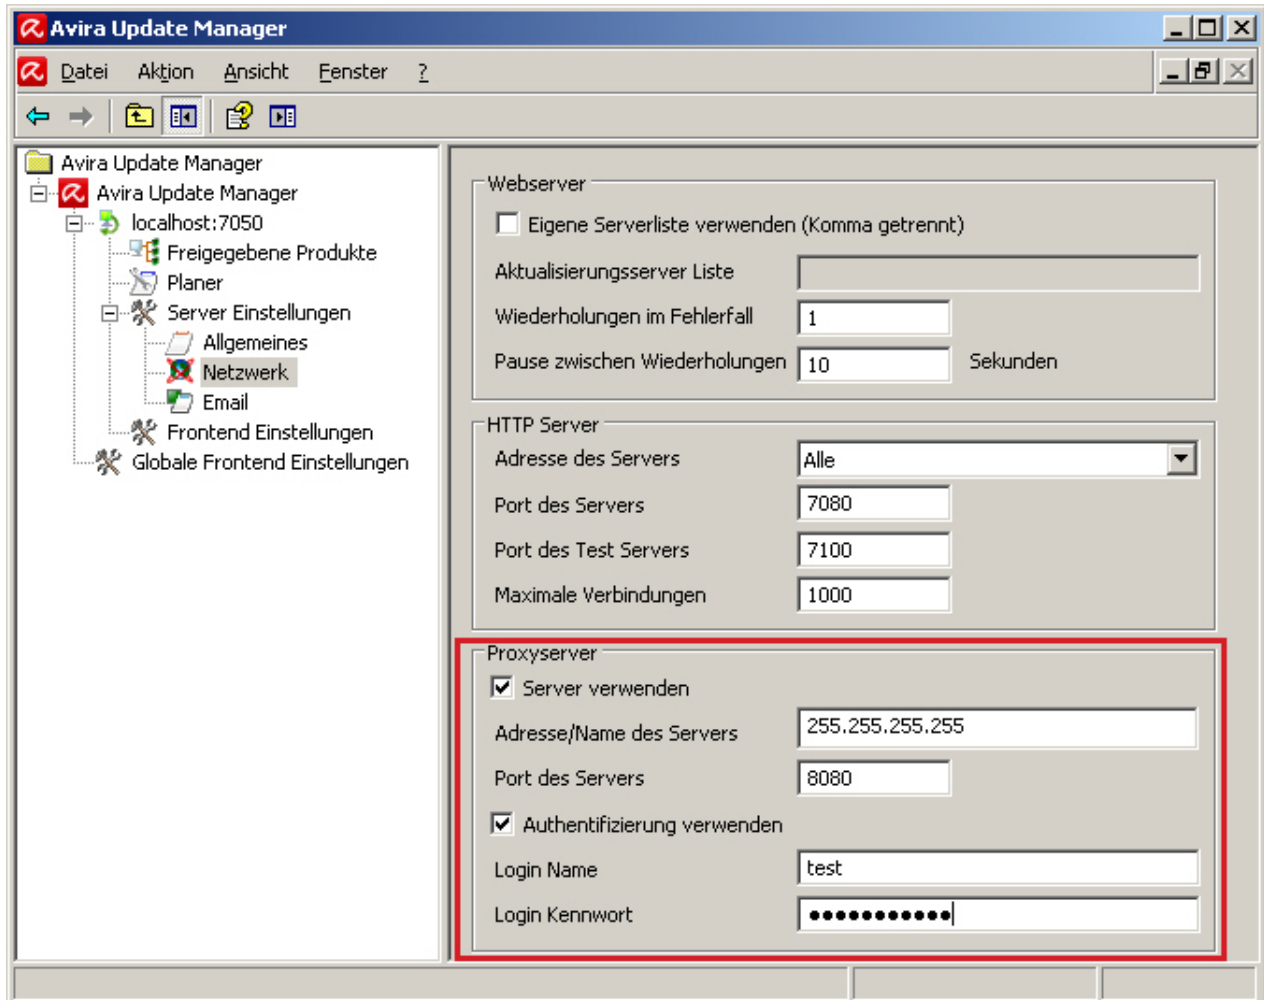 Avira Update Manager
Datei Aktion Ansicht Fenster ?
Avira Update Manager
Avira Update Manager
localhost:7050
Freigegebene Produkte
Planer
Server Einstellungen
Allgemeines
Netzwerk
Email
Frontend Einstellungen
Globale Frontend Einstellungen
Webserver
Eigene Serverliste verwenden (Komma getrennt)
Aktualisierungsserver Liste
Wiederholungen im Fehlerfall 1
Pause zwischen Wiederholungen 10 Sekunden
HTTP Server
Adresse des Servers Alle
Port des Servers 7080
Port des Test Servers 7100
Maximale Verbindungen 1000
Proxyserver
Server verwenden
Adresse/Name des Servers 255.255.255.255
Port des Servers 8080
Authentifizierung verwenden
Login Name test
Login Kennwort ●●●●●●●●●●●